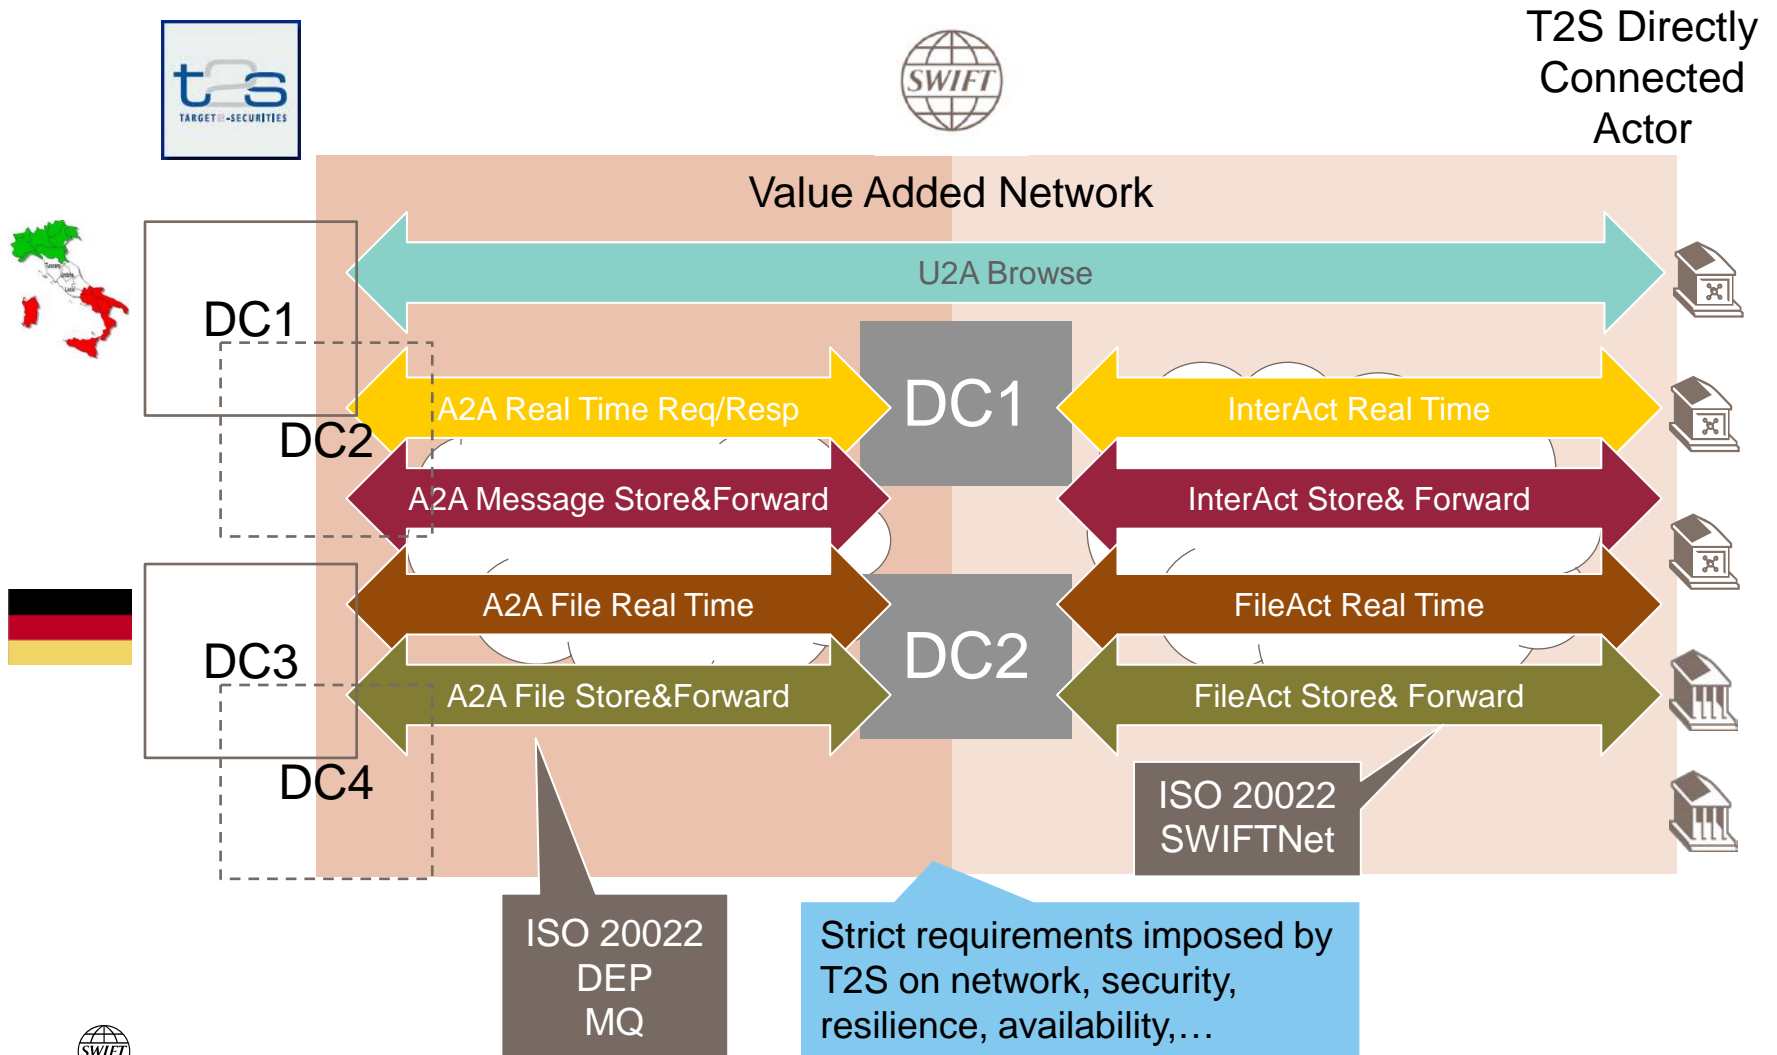 T2S Directly
Connected
Actor
t2s
TARGET2-SECURITIES
SWIFT
Value Added Network
U2A Browse
DC1
DC2
A2A Real Time Req/Resp
DC1
InterAct Real Time
A2A Message Store&Forward
InterAct Store& Forward
DC3
DC4
A2A File Real Time
DC2
FileAct Real Time
A2A File Store&Forward
FileAct Store& Forward
ISO 20022
SWIFTNet
ISO 20022
DEP
MQ
Strict requirements imposed by
T2S on network, security,
resilience, availability,…
SWIFT